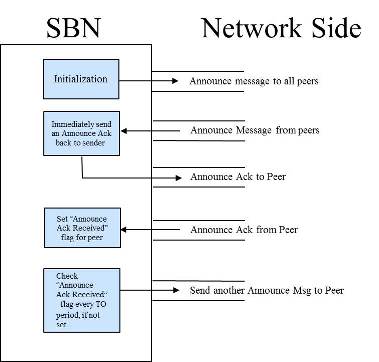 SBN
Network Side
Initialization
Announce message to all peers
Immediately send
an Announce Ack
back to sender
Announce Message from peers
Announce Ack to Peer
Set "Announce
Ack Received"
flag for peer
Announce Ack from Peer
Check
"Announce
Ack Received"
flag every TO
period, if not
set
Send another Announce Msg to Peer